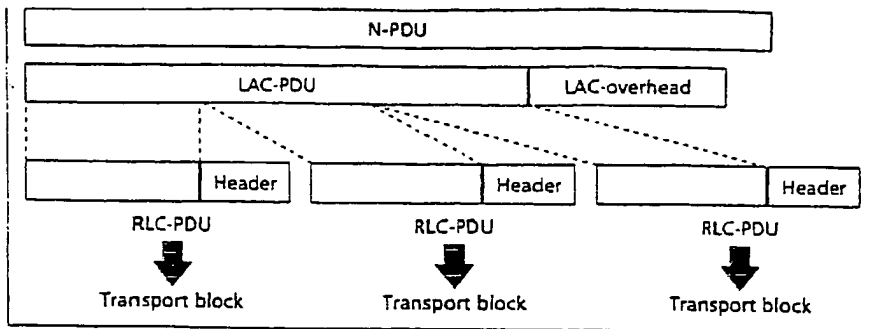 N-PDU
LAC-PDU LAC-overhead
Header Header Header
RLC-PDU RLC-PDU RLC-PDU
Transport block Transport block Transport block